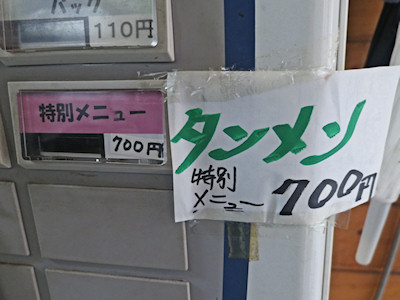 パック
110円
特別メニュー
700円
タンメン
特別
メニュー
700円